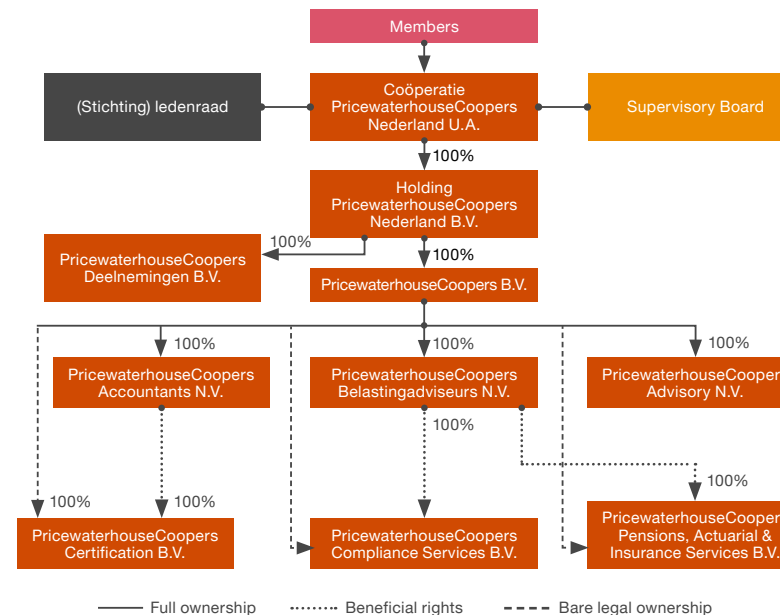 Members
(Stichting) ledenraad
Coöperatie
PricewaterhouseCoopers
Nederland U.A.
Supervisory Board
100%
Holding
PricewaterhouseCoopers
Nederland B.V.
100%
100%
PricewaterhouseCoopers
Deelnemingen B.V.
PricewaterhouseCoopers B.V.
100%
100%
100%
PricewaterhouseCoopers
Accountants N.V.
PricewaterhouseCoopers
Belastingadviseurs N.V.
PricewaterhouseCooper
Advisory N.V.
100%
100%
100%
100%
PricewaterhouseCoopers
Certification B.V.
PricewaterhouseCoopers
Compliance Services B.V.
PricewaterhouseCooper
Pensions, Actuarial &
Insurance Services B.V.
Full ownership
Beneficial rights
Bare legal ownership